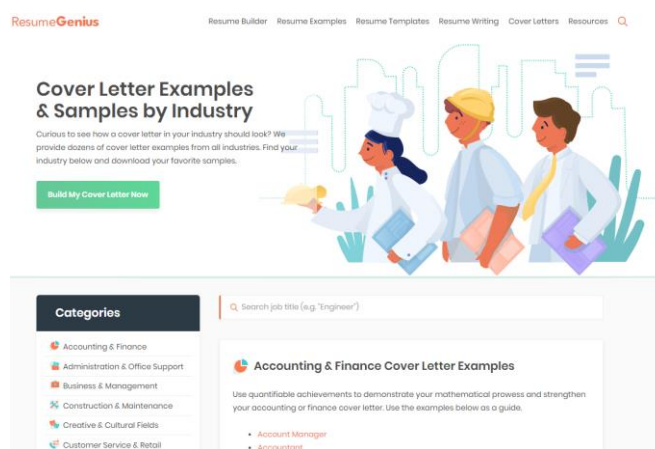 ResumeGenius
Resume Builder Resume Examples Resume Templates Resume Writing Cover Letters Resources
Cover Letter Examples
& Samples by Industry
Curious to see how a cover letter in your industry should look? We
provide dozens of cover letter examples from all industries. Find your
industry below and download your favorite samples.
Build My Cover Letter Now
Categories
Accounting & Finance
Administration & Office Support
Business & Management
Construction & Maintenance
Creative & Cultural Fields
Customer Service & Retail
Search job title (e.g. "Engineer")
Accounting & Finance Cover Letter Examples
Use quantifiable achievements to demonstrate your mathematical prowess and strengthen
your accounting or finance cover letter. Use the examples below as a guide.
• Account Manager
• Accountant